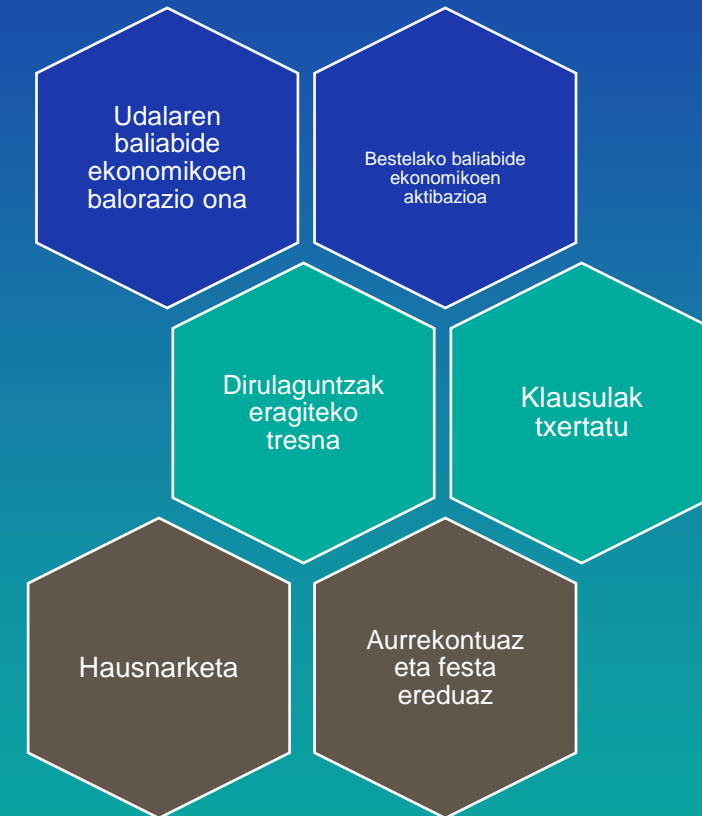 Udalaren
baliabide
ekonomikoen
balorazio ona
Bestelako baliabide
ekonomikoen
aktibazioa
Dirulaguntzak
eragiteko
tresna
Klausulak
txertatu
Hausnarketa
Aurrekontuaz
eta festa
ereduaz